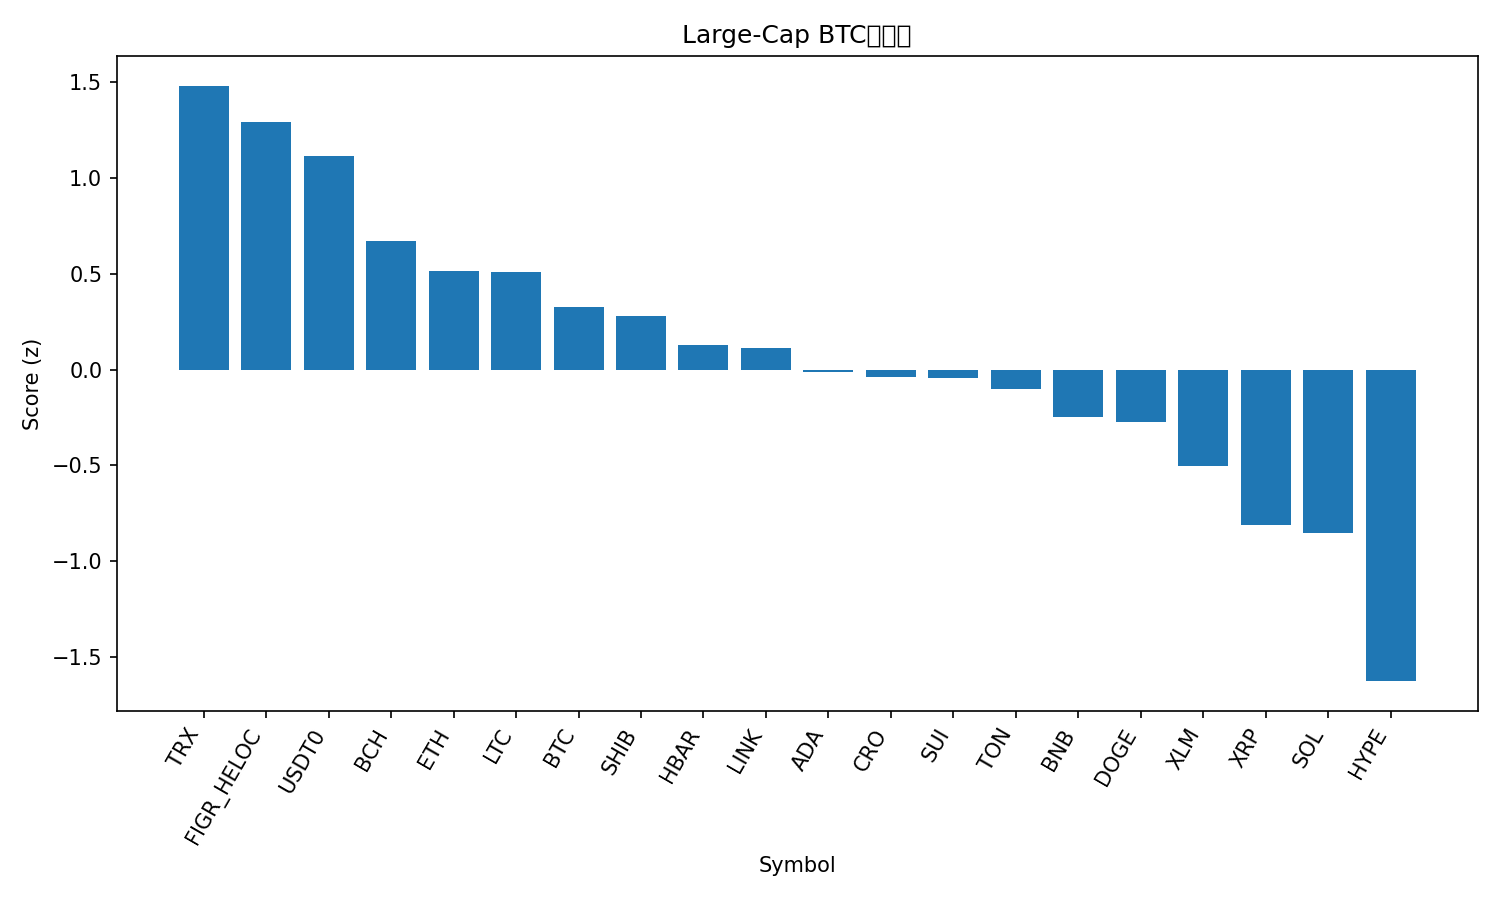 Large-Cap BTC
1.5
1.0
0.5
0.0
−0.5
−1.0
−1.5
Score (z)
TRX
FIGR_HELOC
USDT0
BCH
ETH
LTC
BTC
SHIB
HBAR
LINK
ADA
CRO
SUI
TON
BNB
DOGE
XLM
XRP
SOL
HYPE
Symbol